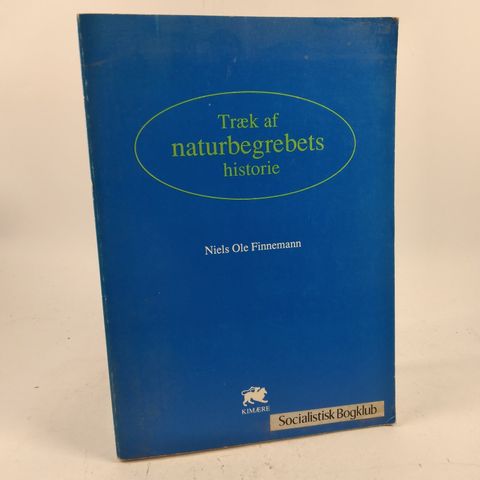 Træk af
naturbegrebets
historie
Niels Ole Finnemann
KIMÆRE
Socialistisk Bogklub